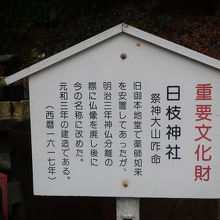 重要文化財
日枝神社
祭神大山咋命
旧御本地堂で薬師如来
を安置してあったが、
明治三年神仏分離の
際に仏像を廃し後に
今の名称に改めた。
元和三年の建造である。
(西暦一六一七年)